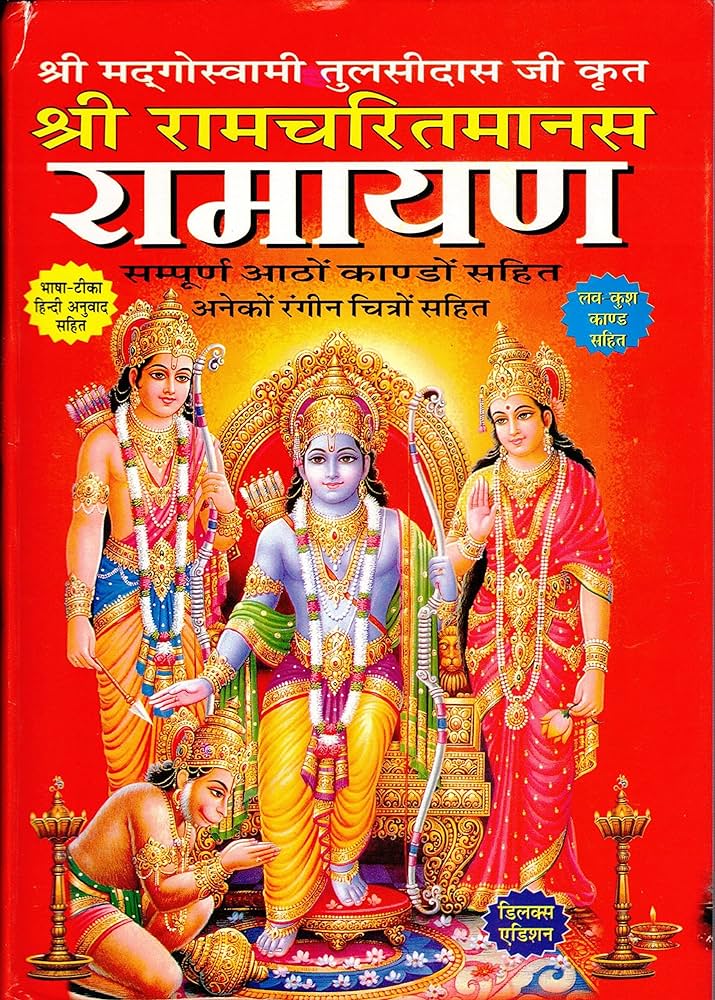 श्री मद्‌गोस्वामी तुलसीदास जी कृत
श्री रामचरितमानस
रामायण
सम्पूर्ण आठों काण्डों सहित
अनेकों रंगीन चित्रों सहित
भाषा-टीका
हिन्दी अनुवाद
सहित
लव-कुश
काण्ड
सहित
डिलक्स
एडिशन